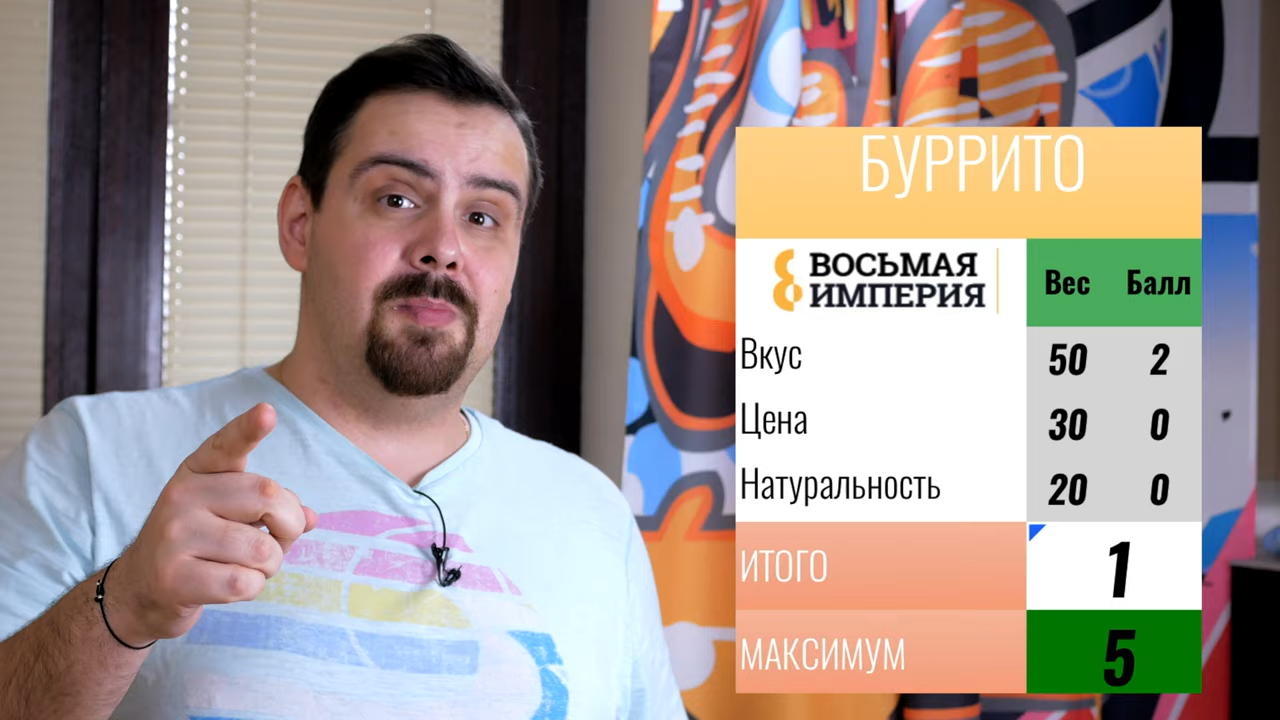 БУРРИТО
ВОСЬМАЯ
ИМПЕРИЯ
Вес Балл
Вкус 50 2
Цена 30 0
Натуральность 20 0
ИТОГО 1
МАКСИМУМ 5